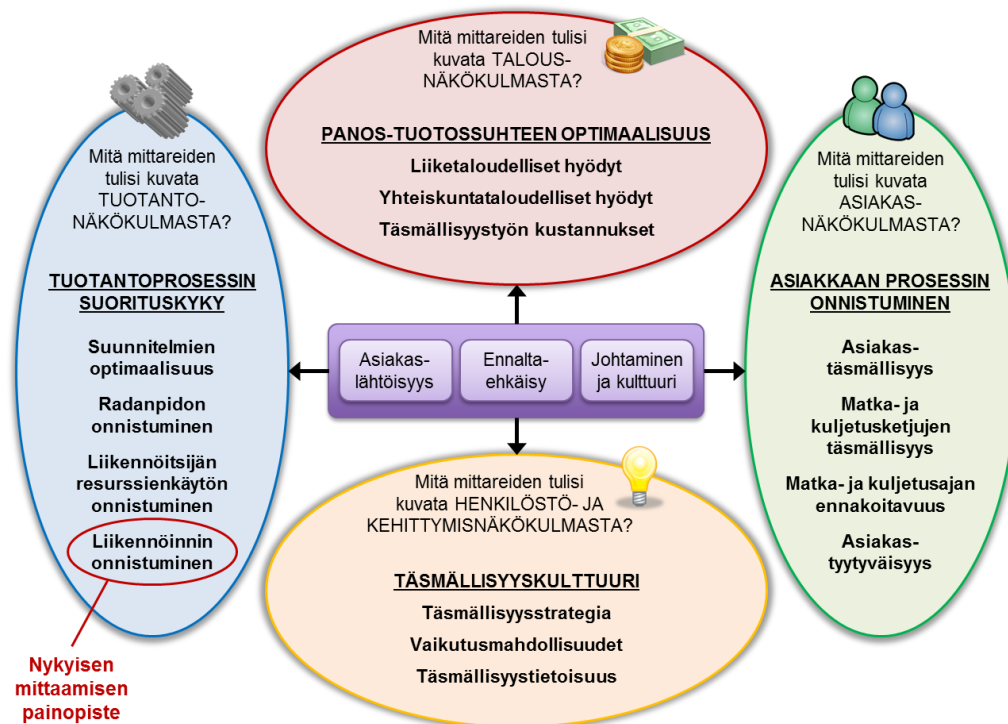 Mitä mittareiden tulisi
kuvata TALOUS-
NÄKÖKULMASTA?
PANOS-TUOTOSSUHTEEN OPTIMAALISUUS
Liiketaloudelliset hyödyt
Yhteiskuntataloudelliset hyödyt
Täsmällisyystyön kustannukset
Mitä mittareiden
tulisi kuvata
TUOTANTO-
NÄKÖKULMASTA?
TUOTANTOPROSESSIN
SUORITUSKYKY
Suunnitelmien
optimaalisuus
Radanpidon
onnistuminen
Liikennöitsijän
resurssienkäytön
onnistuminen
Liikennöinnin
onnistuminen
Nykyisen
mittaamisen
painopiste
Asiakas-
lähtöisyys
Ennalta-
ehkäisy
Johtaminen
ja kulttuuri
Mitä mittareiden
tulisi kuvata
ASIAKAS-
NÄKÖKULMASTA?
ASIAKKAAN PROSESSIN
ONNISTUMINEN
Asiakas-
täsmällisyys
Matka- ja
kuljetusketjujen
täsmällisyys
Matka- ja kuljetusajan
ennakoitavuus
Asiakas-
tyytyväisyys
Mitä mittareiden tulisi
kuvata HENKILÖSTÖ- JA
KEHITTYMISNÄKÖKULMASTA?
TÄSMÄLLISYYSKULTTUURI
Täsmällisyysstrategia
Vaikutusmahdollisuudet
Täsmällisyystietoisuus